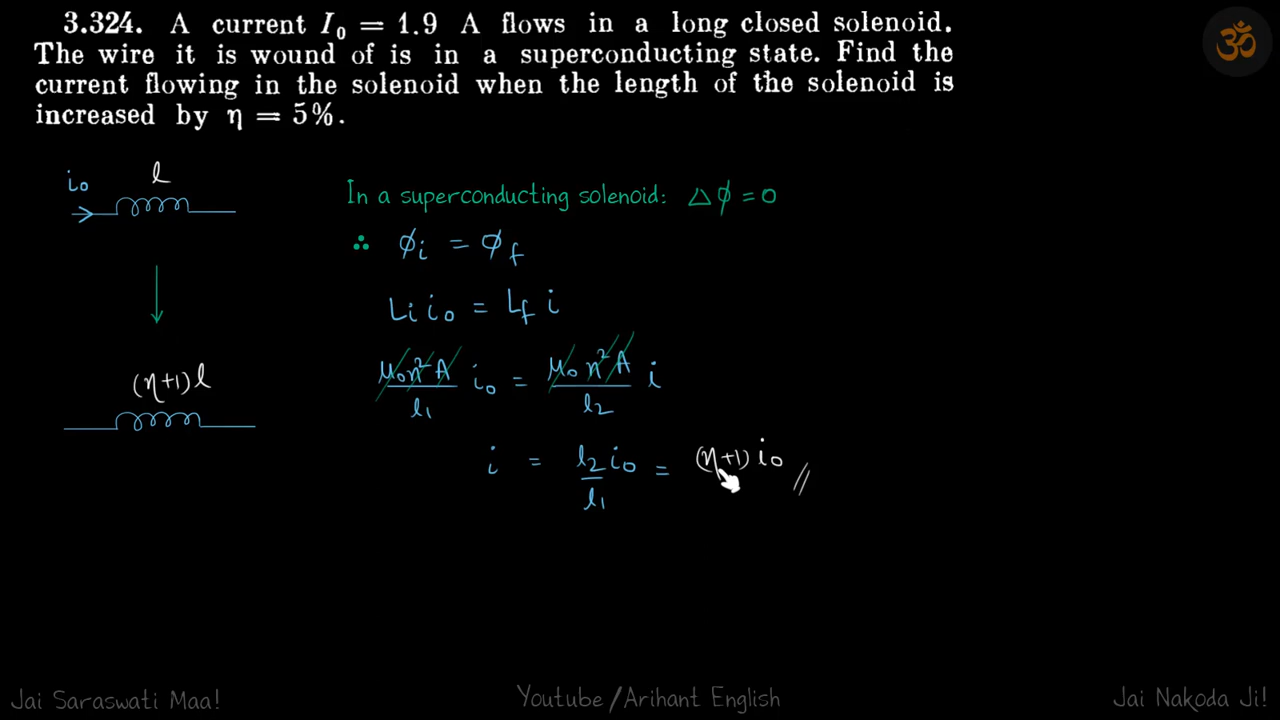 3.324. A current I₀ = 1.9 A flows in a long closed solenoid.
The wire it is wound of is in a superconducting state. Find the
current flowing in the solenoid when the length of the solenoid is
increased by η = 5%.
ॐ
i₀
l
In a superconducting solenoid: Δϕ = 0
∴ ϕi = ϕf
Li i₀ = Lf i
μ₀n²A/l₁ i₀ = μ₀n²A/l₂ i
(η+1)l
i = l₂/l₁ i₀ = (η+1) i₀ //
Jai Saraswati Maa!
Youtube/Arihant English
Jai Nakoda Ji!